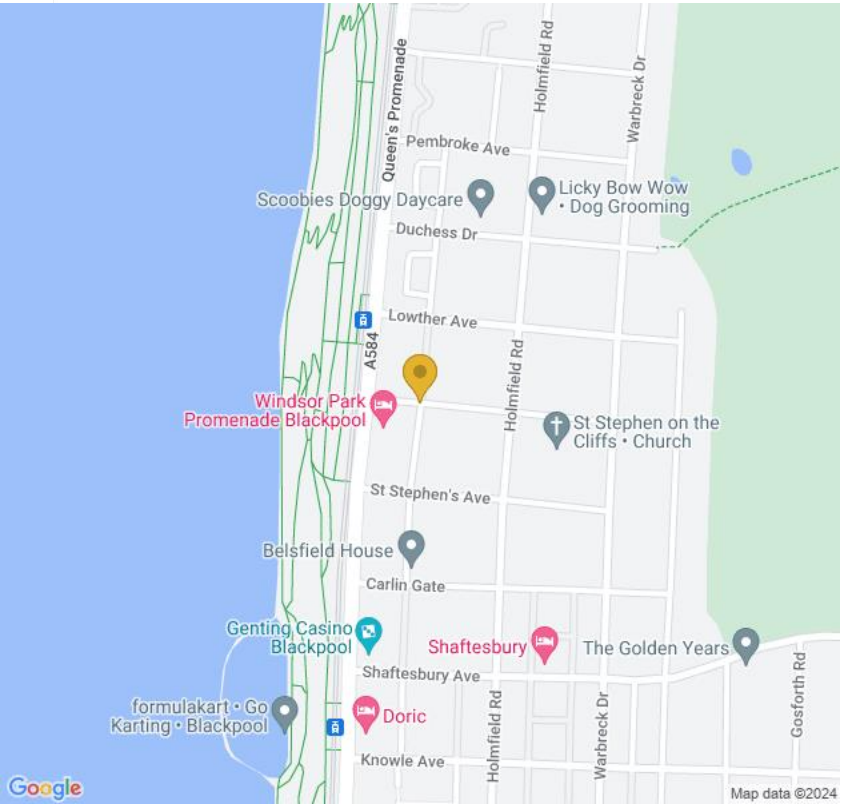 Queen's Promenade
Holmfield Rd
Warbreck Dr
Pembroke Ave
Scoobies Doggy Daycare
Licky Bow Wow
• Dog Grooming
Duchess Dr
Lowther Ave
A584
Holmfield Rd
Windsor Park
Promenade Blackpool
St Stephen on the
Cliffs • Church
St Stephen's Ave
Belsfield House
Carlin Gate
Genting Casino
Blackpool
Shaftesbury
The Golden Years
Shaftesbury Ave
formulakart • Go
Karting • Blackpool
Doric
Holmfield Rd
Warbreck Dr
Gosforth Rd
Knowle Ave
Google
Map data ©2024